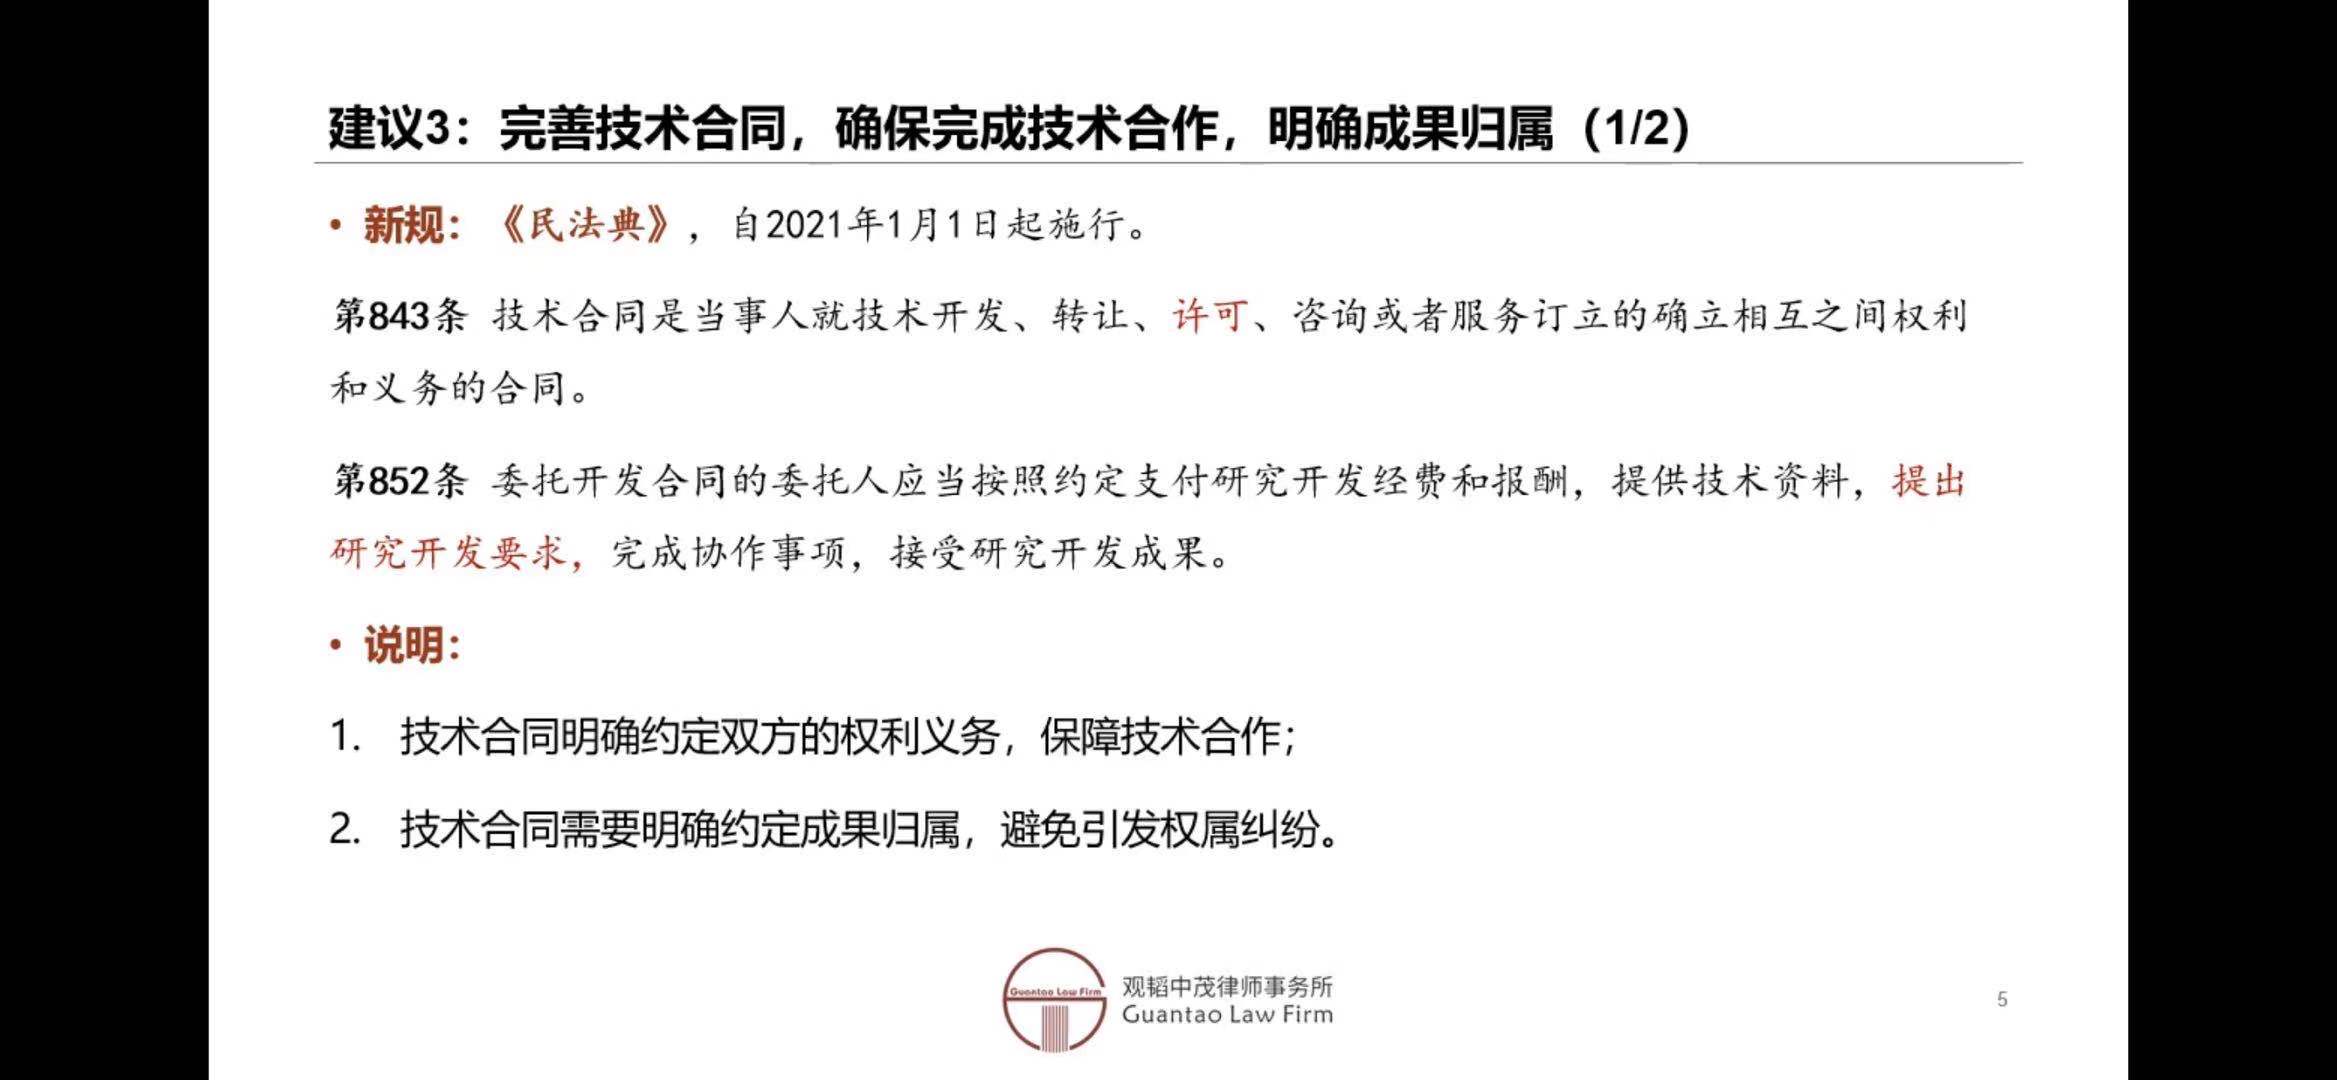 建议3：完善技术合同，确保完成技术合作，明确成果归属（1/2）
• 新规：《民法典》，自2021年1月1日起施行。
第843条 技术合同是当事人就技术开发、转让、许可、咨询或者服务订立的确立相互之间权利
和义务的合同。
第852条 委托开发合同的委托人应当按照约定支付研究开发经费和报酬，提供技术资料，提出
研究开发要求，完成协作事项，接受研究开发成果。
• 说明：
1. 技术合同明确约定双方的权利义务，保障技术合作；
2. 技术合同需要明确约定成果归属，避免引发权属纠纷。
Guantao Law Firm
观韬中茂律师事务所
Guantao Law Firm
5